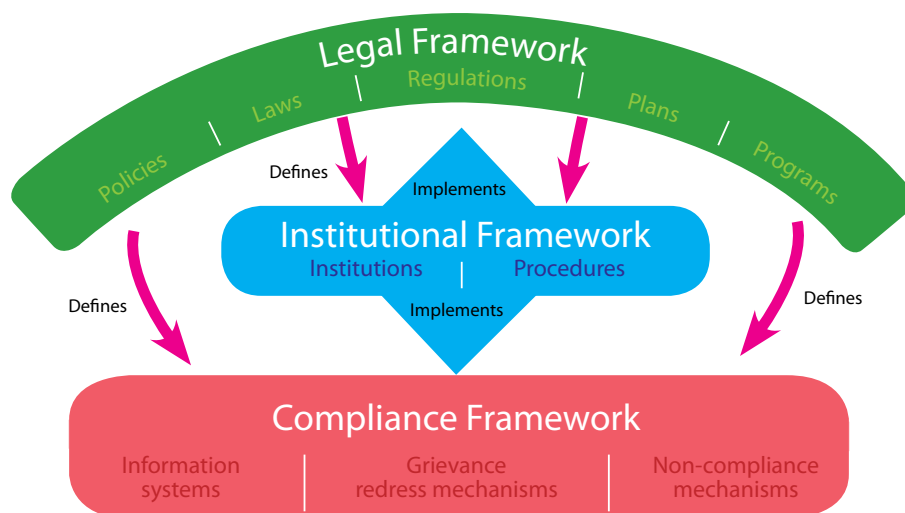 Legal Framework
Policies
Laws
Regulations
Plans
Programs
Defines
Implements
Institutional Framework
Institutions
Procedures
Defines
Implements
Defines
Compliance Framework
Information
systems
Grievance
redress mechanisms
Non-compliance
mechanisms